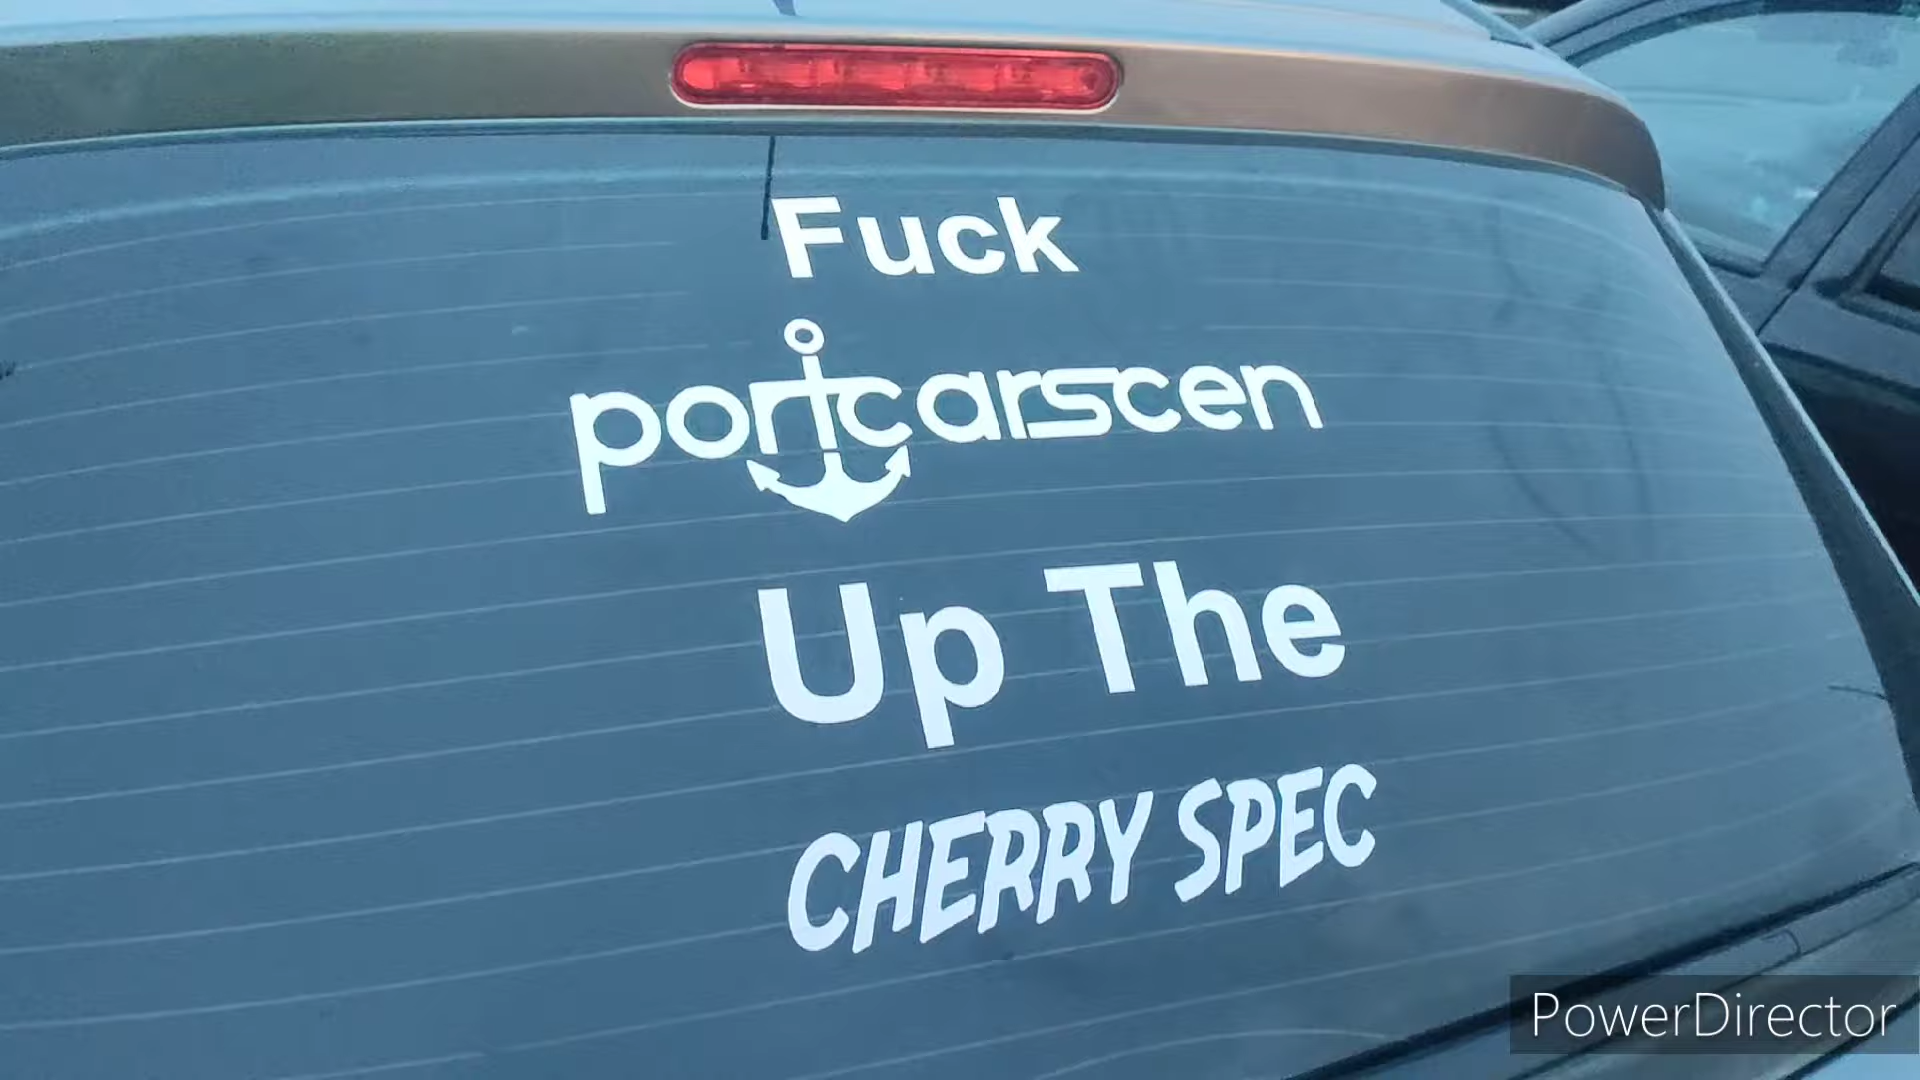 Fuck
portcarscen
Up The
CHERRY SPEC
PowerDirector